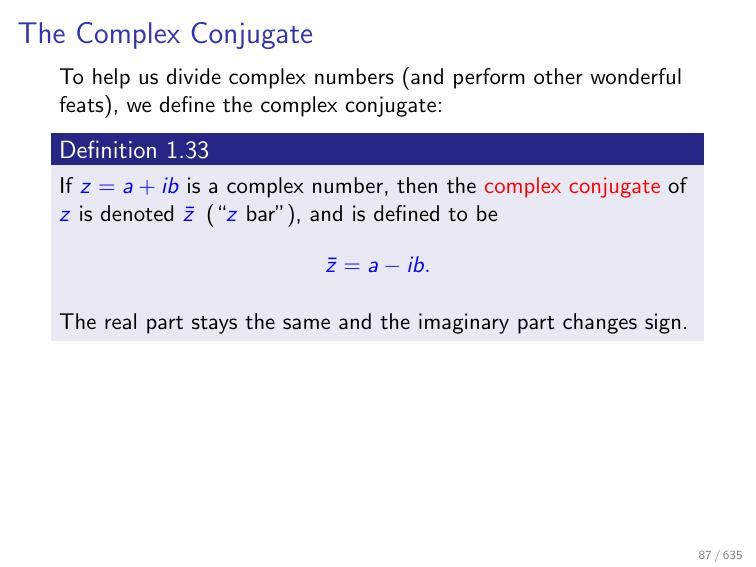 The Complex Conjugate
To help us divide complex numbers (and perform other wonderful
feats), we define the complex conjugate:
Definition 1.33
If z = a + ib is a complex number, then the complex conjugate of
z is denoted z̄ (“z bar”), and is defined to be
z̄ = a − ib.
The real part stays the same and the imaginary part changes sign.
87 / 635